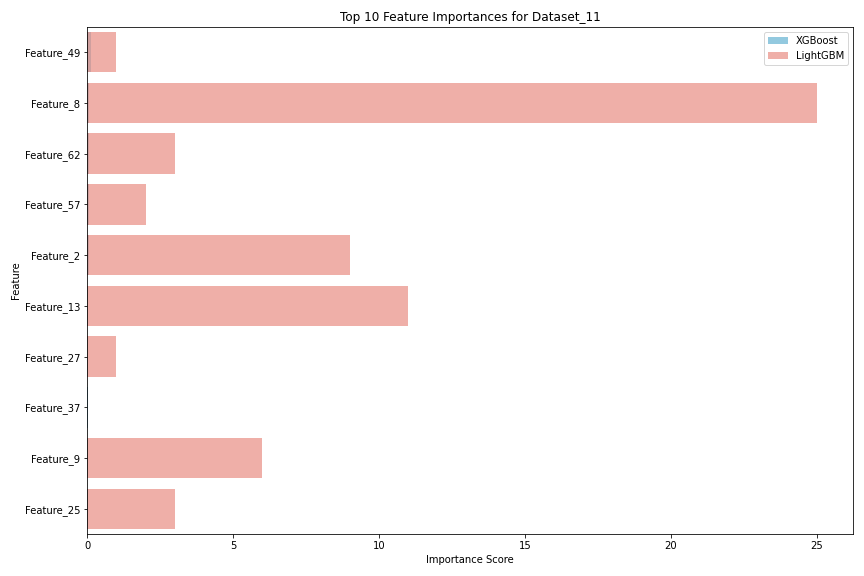 Top 10 Feature Importances for Dataset_11
XGBoost
LightGBM
Feature
Feature_49
Feature_8
Feature_62
Feature_57
Feature_2
Feature_13
Feature_27
Feature_37
Feature_9
Feature_25
0 5 10 15 20 25
Importance Score